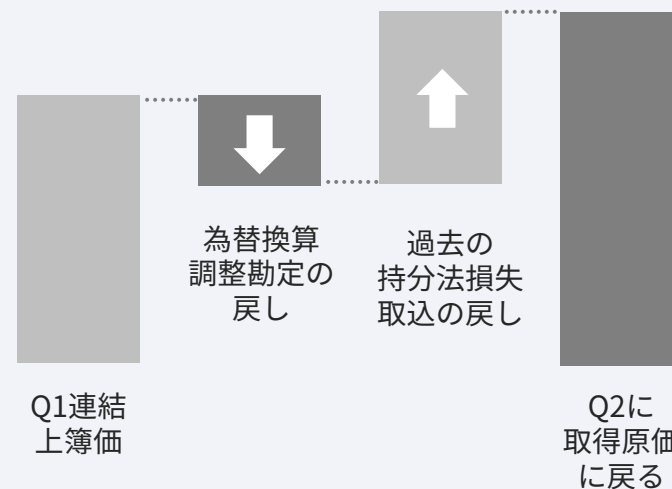 Q1連結
上簿価
為替換算
調整勘定の
戻し
過去の
持分法損失
取込の戻し
Q2に
取得原価
に戻る